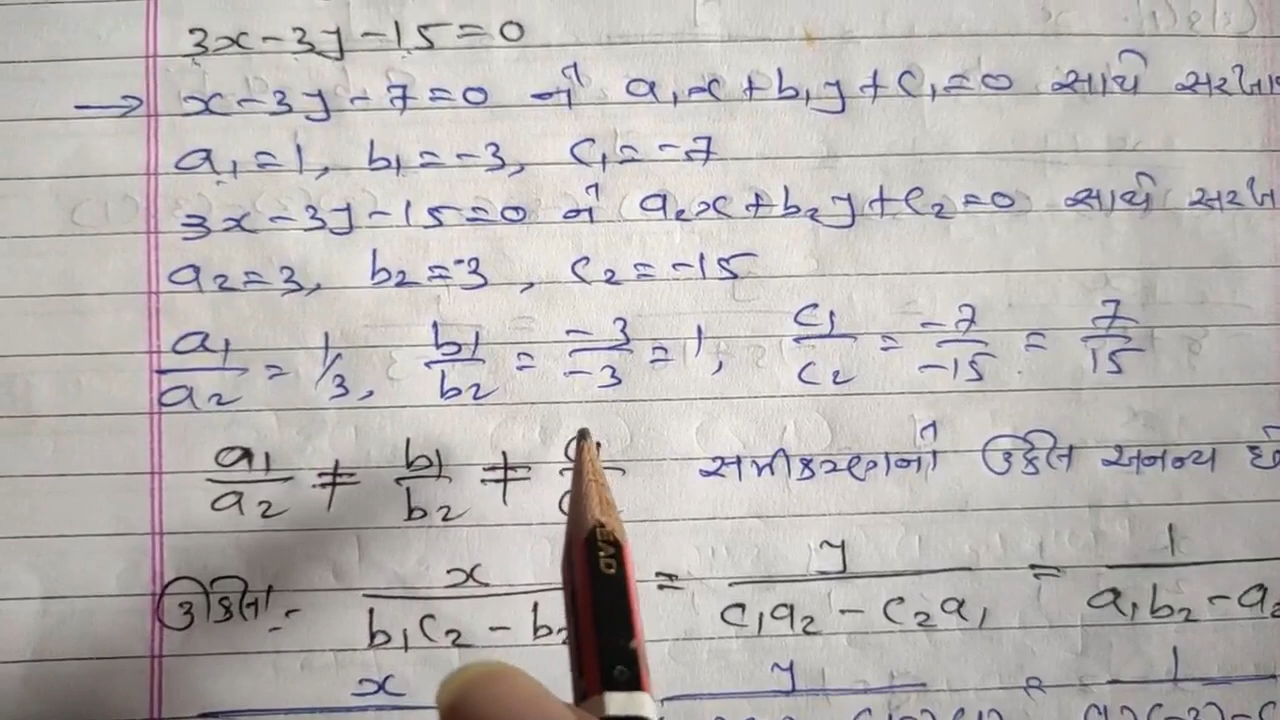 3x-3y-15=0
→ x-3y-7=0 ને a₁x+b₁y+c₁=0 સાથે
a₁=1, b₁=-3, c₁=-7
3x-3y-15=0 ને a₂x+b₂y+c₂=0 સાથે
a₂=3, b₂=-3, c₂=-15
a₁/a₂ = 1/3, b₁/b₂ = -3/-3 = 1, c₁/c₂ = -7/-15 = 7/15
a₁/a₂ ≠ b₁/b₂ ≠ સમીકરણનો ઉકેલ અનન્ય છે
ઉકેલ:- x/b₁c₂-b₂ = y/c₁a₂-c₂a₁ = 1/a₁b₂-a₂
x y = 1